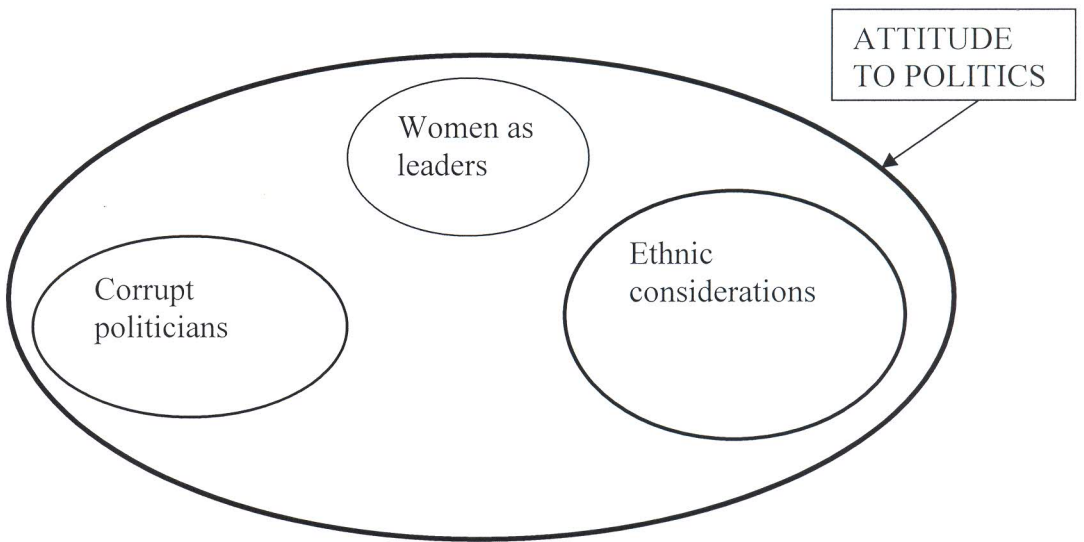 ATTITUDE
TO POLITICS
Women as
leaders
Ethnic
considerations
Corrupt
politicians